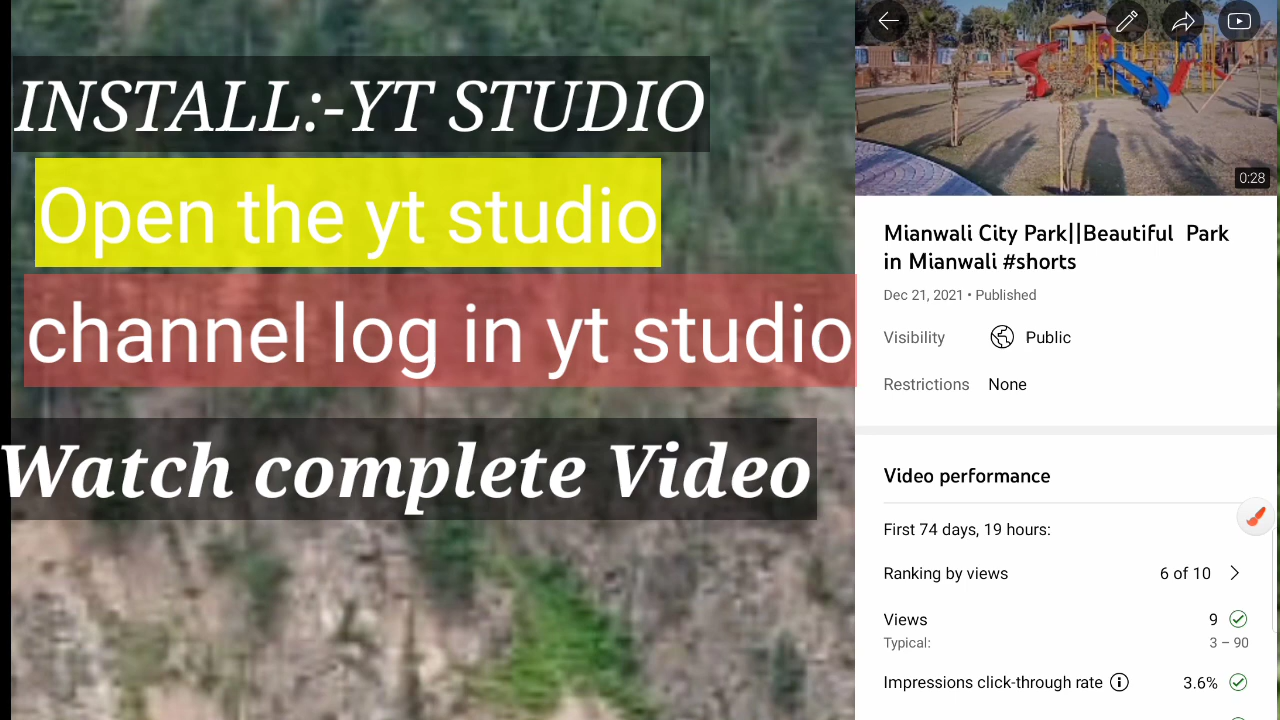 INSTALL:-YT STUDIO
Open the yt studio
channel log in yt studio
Watch complete Video
0:28
Mianwali City Park||Beautiful Park
in Mianwali #shorts
Dec 21, 2021 • Published
Visibility Public
Restrictions None
Video performance
First 74 days, 19 hours:
Ranking by views 6 of 10
Views 9
Typical: 3 – 90
Impressions click-through rate 3.6%